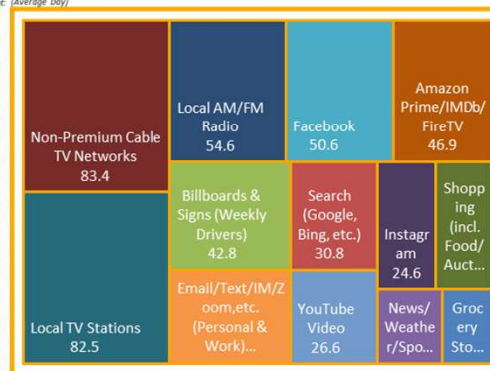 (Average Day)
Non-Premium Cable
TV Networks
83.4
Local TV Stations
82.5
Local AM/FM
Radio
54.6
Facebook
50.6
Amazon
Prime/IMDb/
FireTV
46.9
Billboards &
Signs (Weekly
Drivers)
42.8
Search
(Google,
Bing, etc.)
30.8
Instagr
am
24.6
Shopp
ing
(incl.
Food/
Auct...
Email/Text/IM/Z
oom,etc.
(Personal &
Work)...
YouTube
Video
26.6
News/
Weathe
r/Spo...
Groc
ery
Sto...